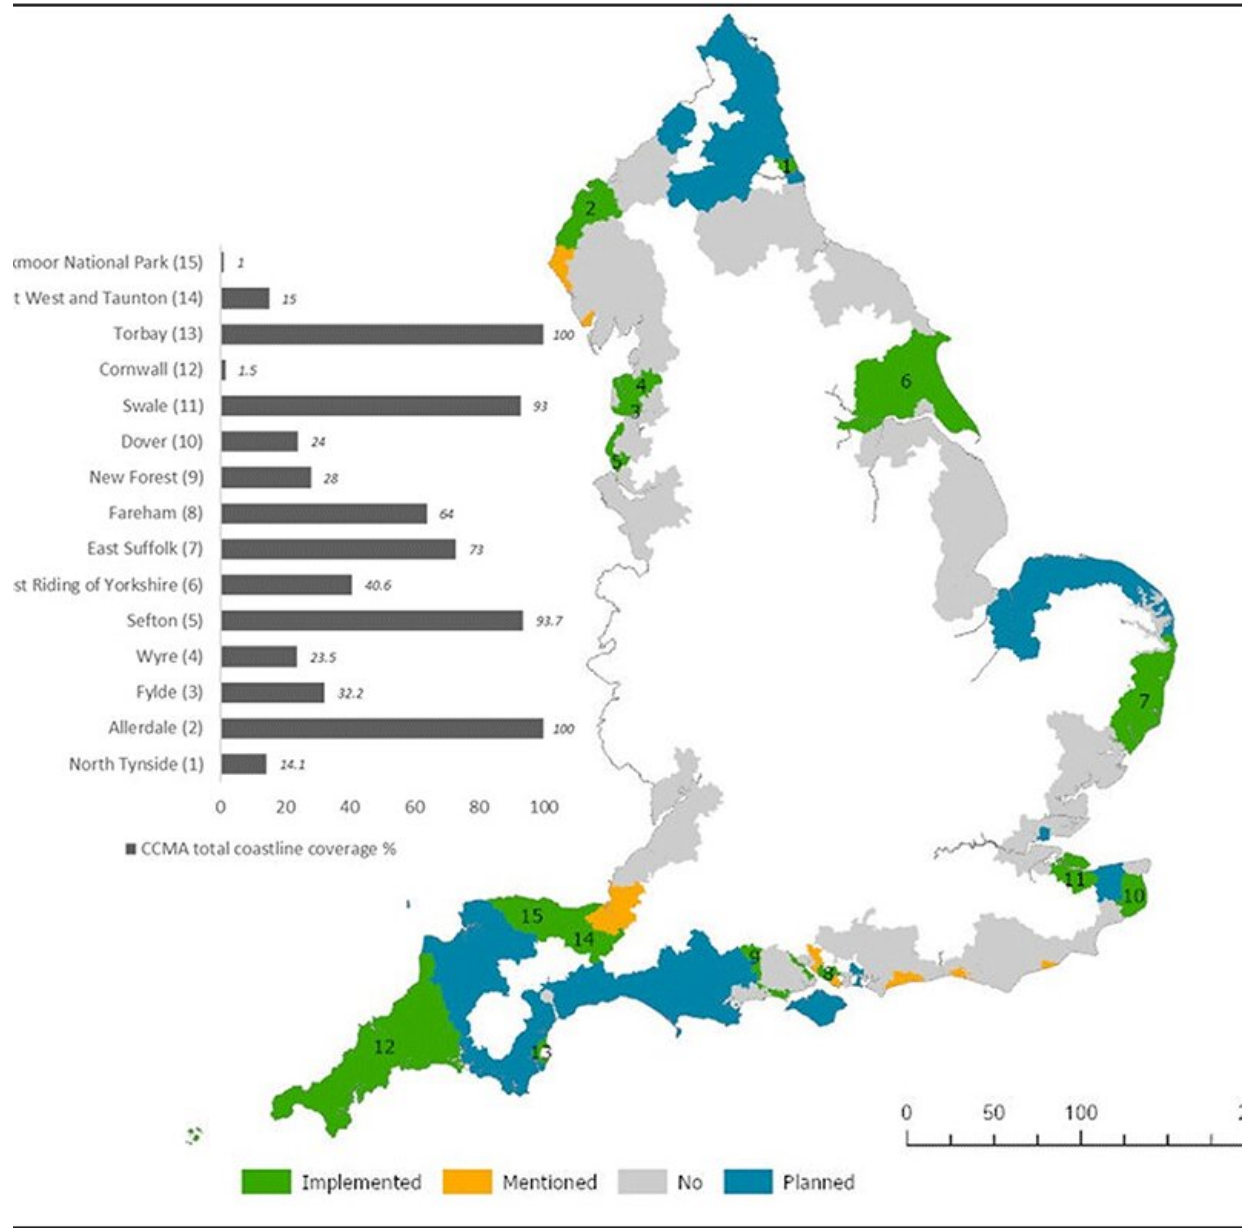 1
2
xmoor National Park (15) 1
t West and Taunton (14) 15
Torbay (13) 100
Cornwall (12) 1.5
Swale (11) 93
Dover (10) 24
New Forest (9) 28
Fareham (8) 64
East Suffolk (7) 73
st Riding of Yorkshire (6) 40.6
Sefton (5) 93.7
Wyre (4) 23.5
Fylde (3) 32.2
Allerdale (2) 100
North Tynside (1) 14.1
0 20 40 60 80 100
CCMA total coastline coverage %
6
4
3
5
7
11
10
15
14
9
8
12
13
0 50 100 2
Implemented Mentioned No Planned